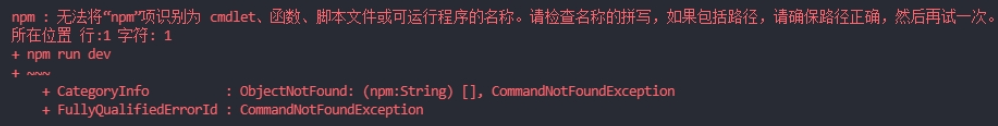 npm : 无法将“npm”项识别为 cmdlet、函数、脚本文件或可运行程序的名称。请检查名称的拼写，如果包括路径，请确保路径正确，然后再试一次。
所在位置 行:1 字符: 1
+ npm run dev
+ ~~~
    + CategoryInfo          : ObjectNotFound: (npm:String) [], CommandNotFoundException
    + FullyQualifiedErrorId : CommandNotFoundException